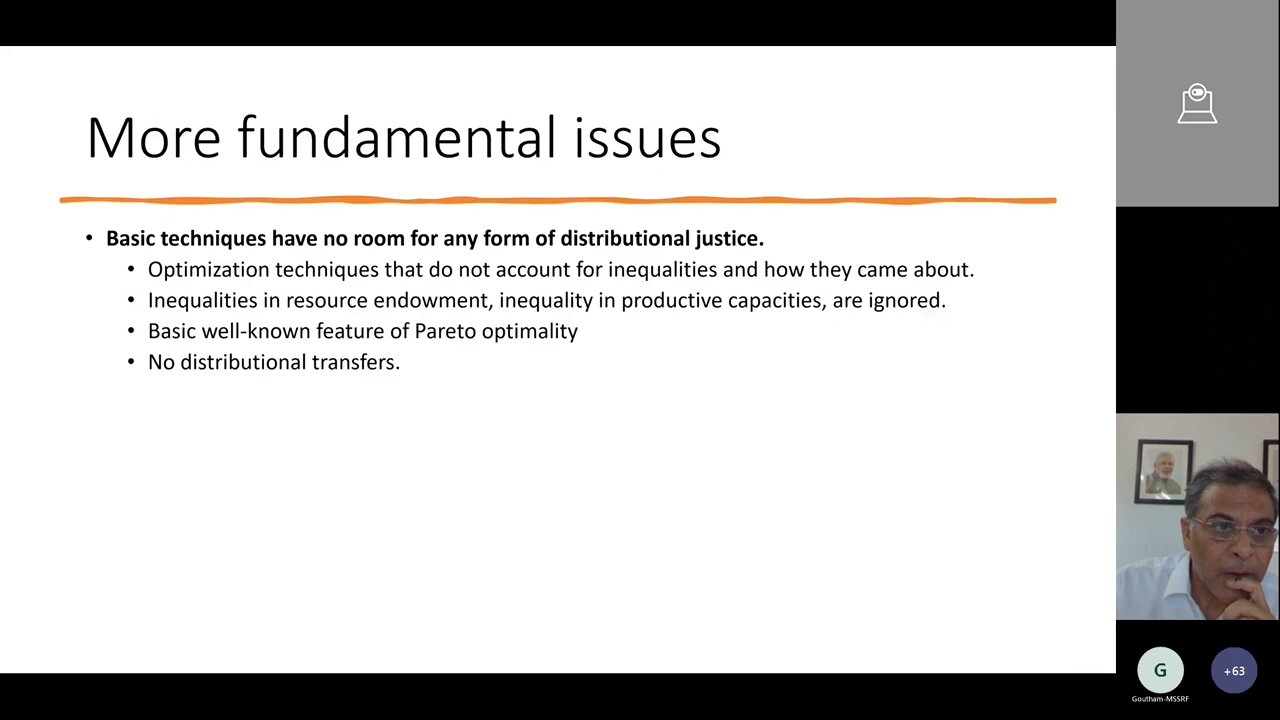 More fundamental issues
• Basic techniques have no room for any form of distributional justice.
• Optimization techniques that do not account for inequalities and how they came about.
• Inequalities in resource endowment, inequality in productive capacities, are ignored.
• Basic well-known feature of Pareto optimality
• No distributional transfers.
G
+63
Goutham-MSSRF